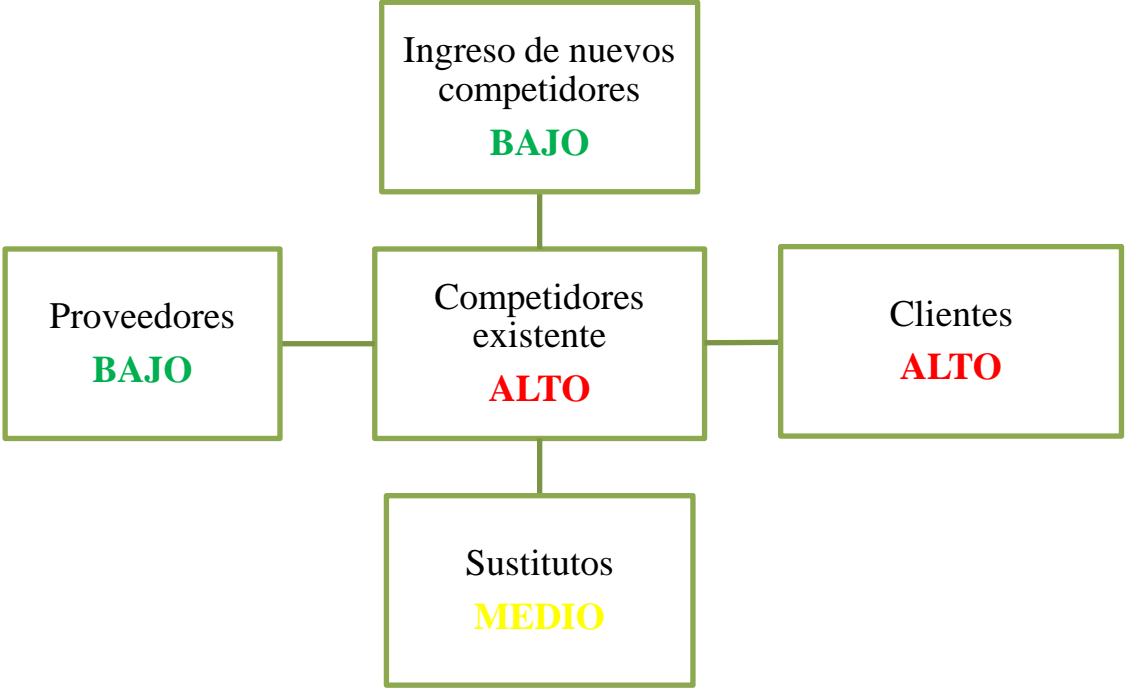 Ingreso de nuevos
competidores
BAJO
Proveedores
BAJO
Competidores
existente
ALTO
Clientes
ALTO
Sustitutos
MEDIO